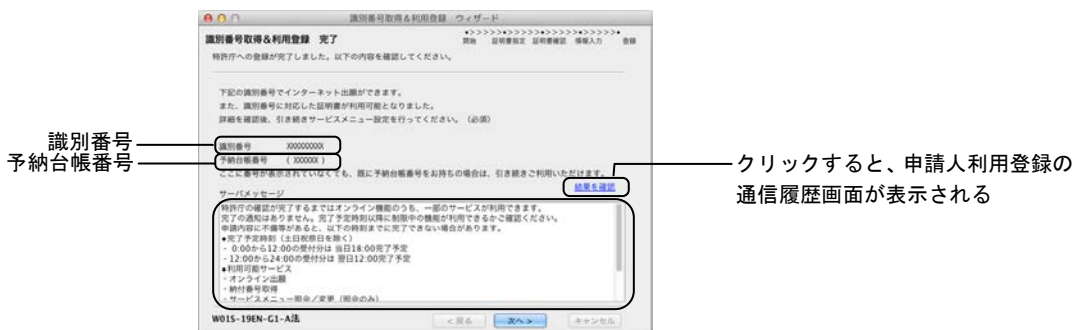 識別番号取得&利用登録 ウィザード
識別番号取得&利用登録 完了
•>>>>>•>>>>>•>>>>>•>>>>>•
開始 証明書指定 証明書確認 情報入力 登録
特許庁への登録が完了しました。以下の内容を確認してください。
下記の識別番号でインターネット出願ができます。
また、識別番号に対応した証明書が利用可能となりました。
詳細を確認後、引き続きサービスメニュー設定を行ってください。(必須)
識別番号
予納台帳番号
識別番号 XXXXXXXXX
予納台帳番号 ( XXXXXX )
ここに番号が表示されていなくても、既に予納台帳番号をお持ちの場合は、引き続きご利用いただけます。
結果を確認
クリックすると、申請人利用登録の
通信履歴画面が表示される
サーバメッセージ
特許庁の確認が完了するまではオンライン機能のうち、一部のサービスが利用できます。
完了の通知はありません。完了予定時刻以降に制限中の機能が利用できるかご確認ください。
申請内容に不備等があると、以下の時刻までに完了できない場合があります。
◆完了予定時刻(土日祝祭日を除く)
・ 0:00から12:00の受付分は 当日18:00完了予定
・12:00から24:00の受付分は 翌日12:00完了予定
◆利用可能サービス
・オンライン出願
・納付番号取得
・サービスメニュー照会/変更(照会のみ)
W01S-19EN-G1-A法
<戻る
次へ>
キャンセル